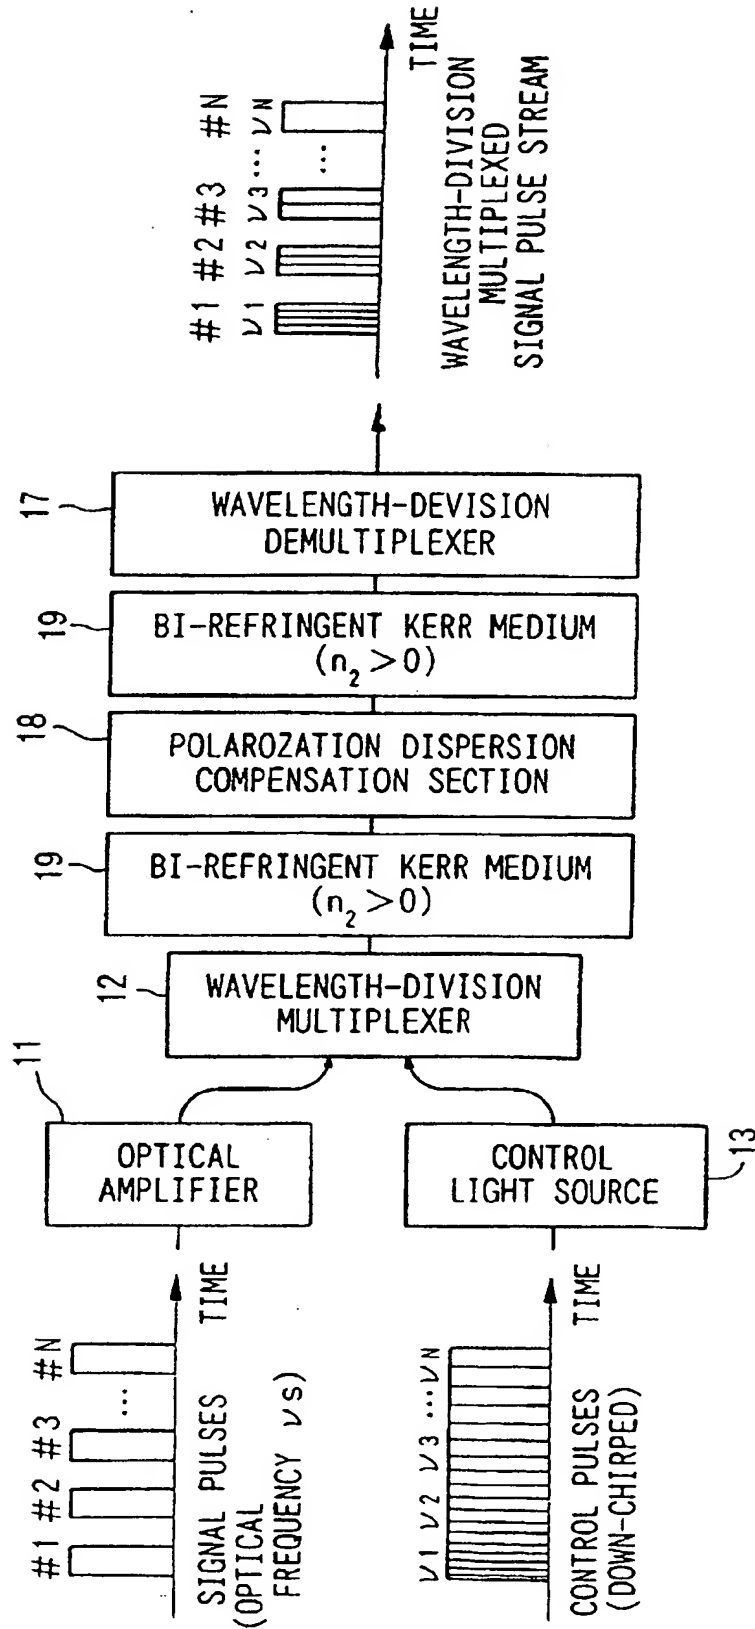 #1 #2 #3 #N
...
TIME
SIGNAL PULSES
(OPTICAL
FREQUENCY νs)
ν1 ν2 ν3 ...νN
TIME
CONTROL PULSES
(DOWN-CHIRPED)
11
OPTICAL
AMPLIFIER
CONTROL
LIGHT SOURCE
13
12
WAVELENGTH-DIVISION
MULTIPLEXER
19
BI-REFRINGENT KERR MEDIUM
(n2 >0)
18
POLAROZATION DISPERSION
COMPENSATION SECTION
19
BI-REFRINGENT KERR MEDIUM
(n2 >0)
17
WAVELENGTH-DEVISION
DEMULTIPLEXER
#1 #2 #3 #N
ν1 ν2 ν3 ... νN
...
TIME
WAVELENGTH-DIVISION
MULTIPLEXED
SIGNAL PULSE STREAM